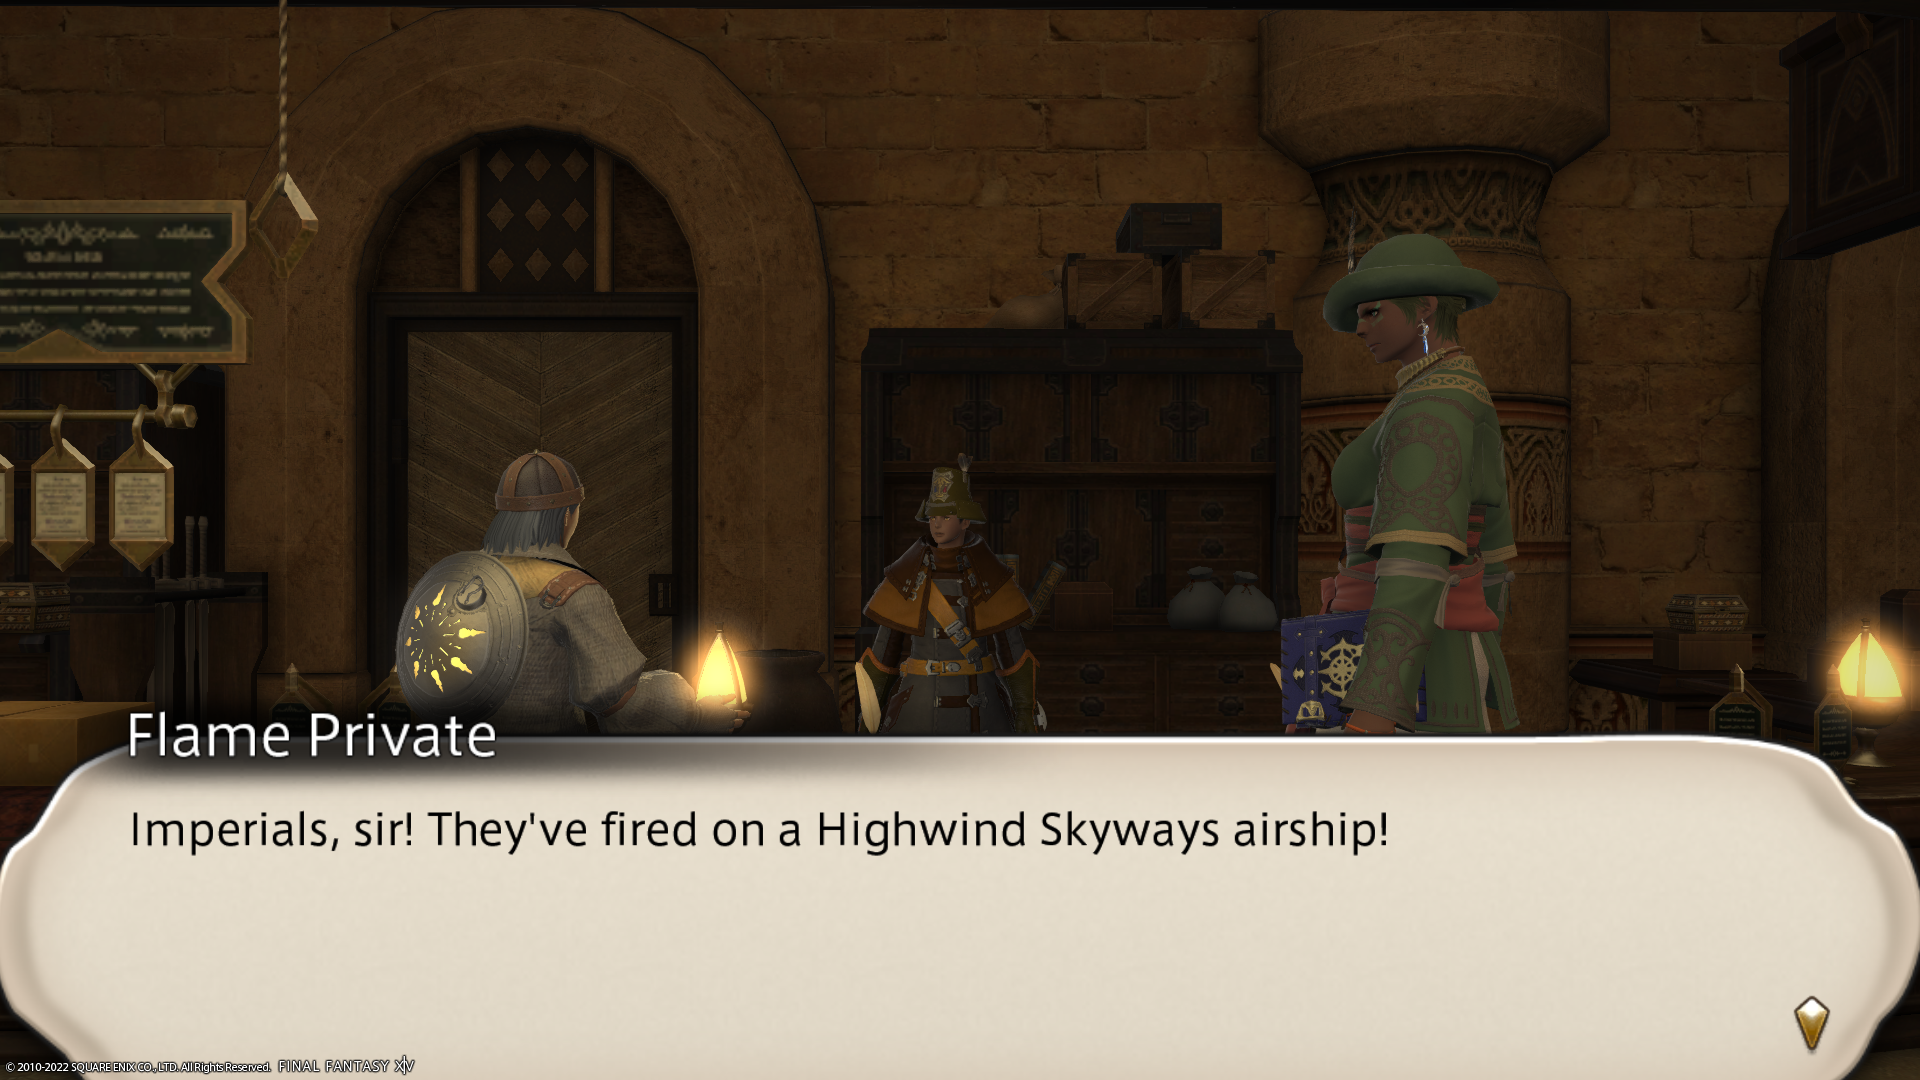 Flame Private
Imperials, sir! They've fired on a Highwind Skyways airship!
© 2010-2022 SQUARE ENIX CO., LTD. All Rights Reserved. FINAL FANTASY XIV